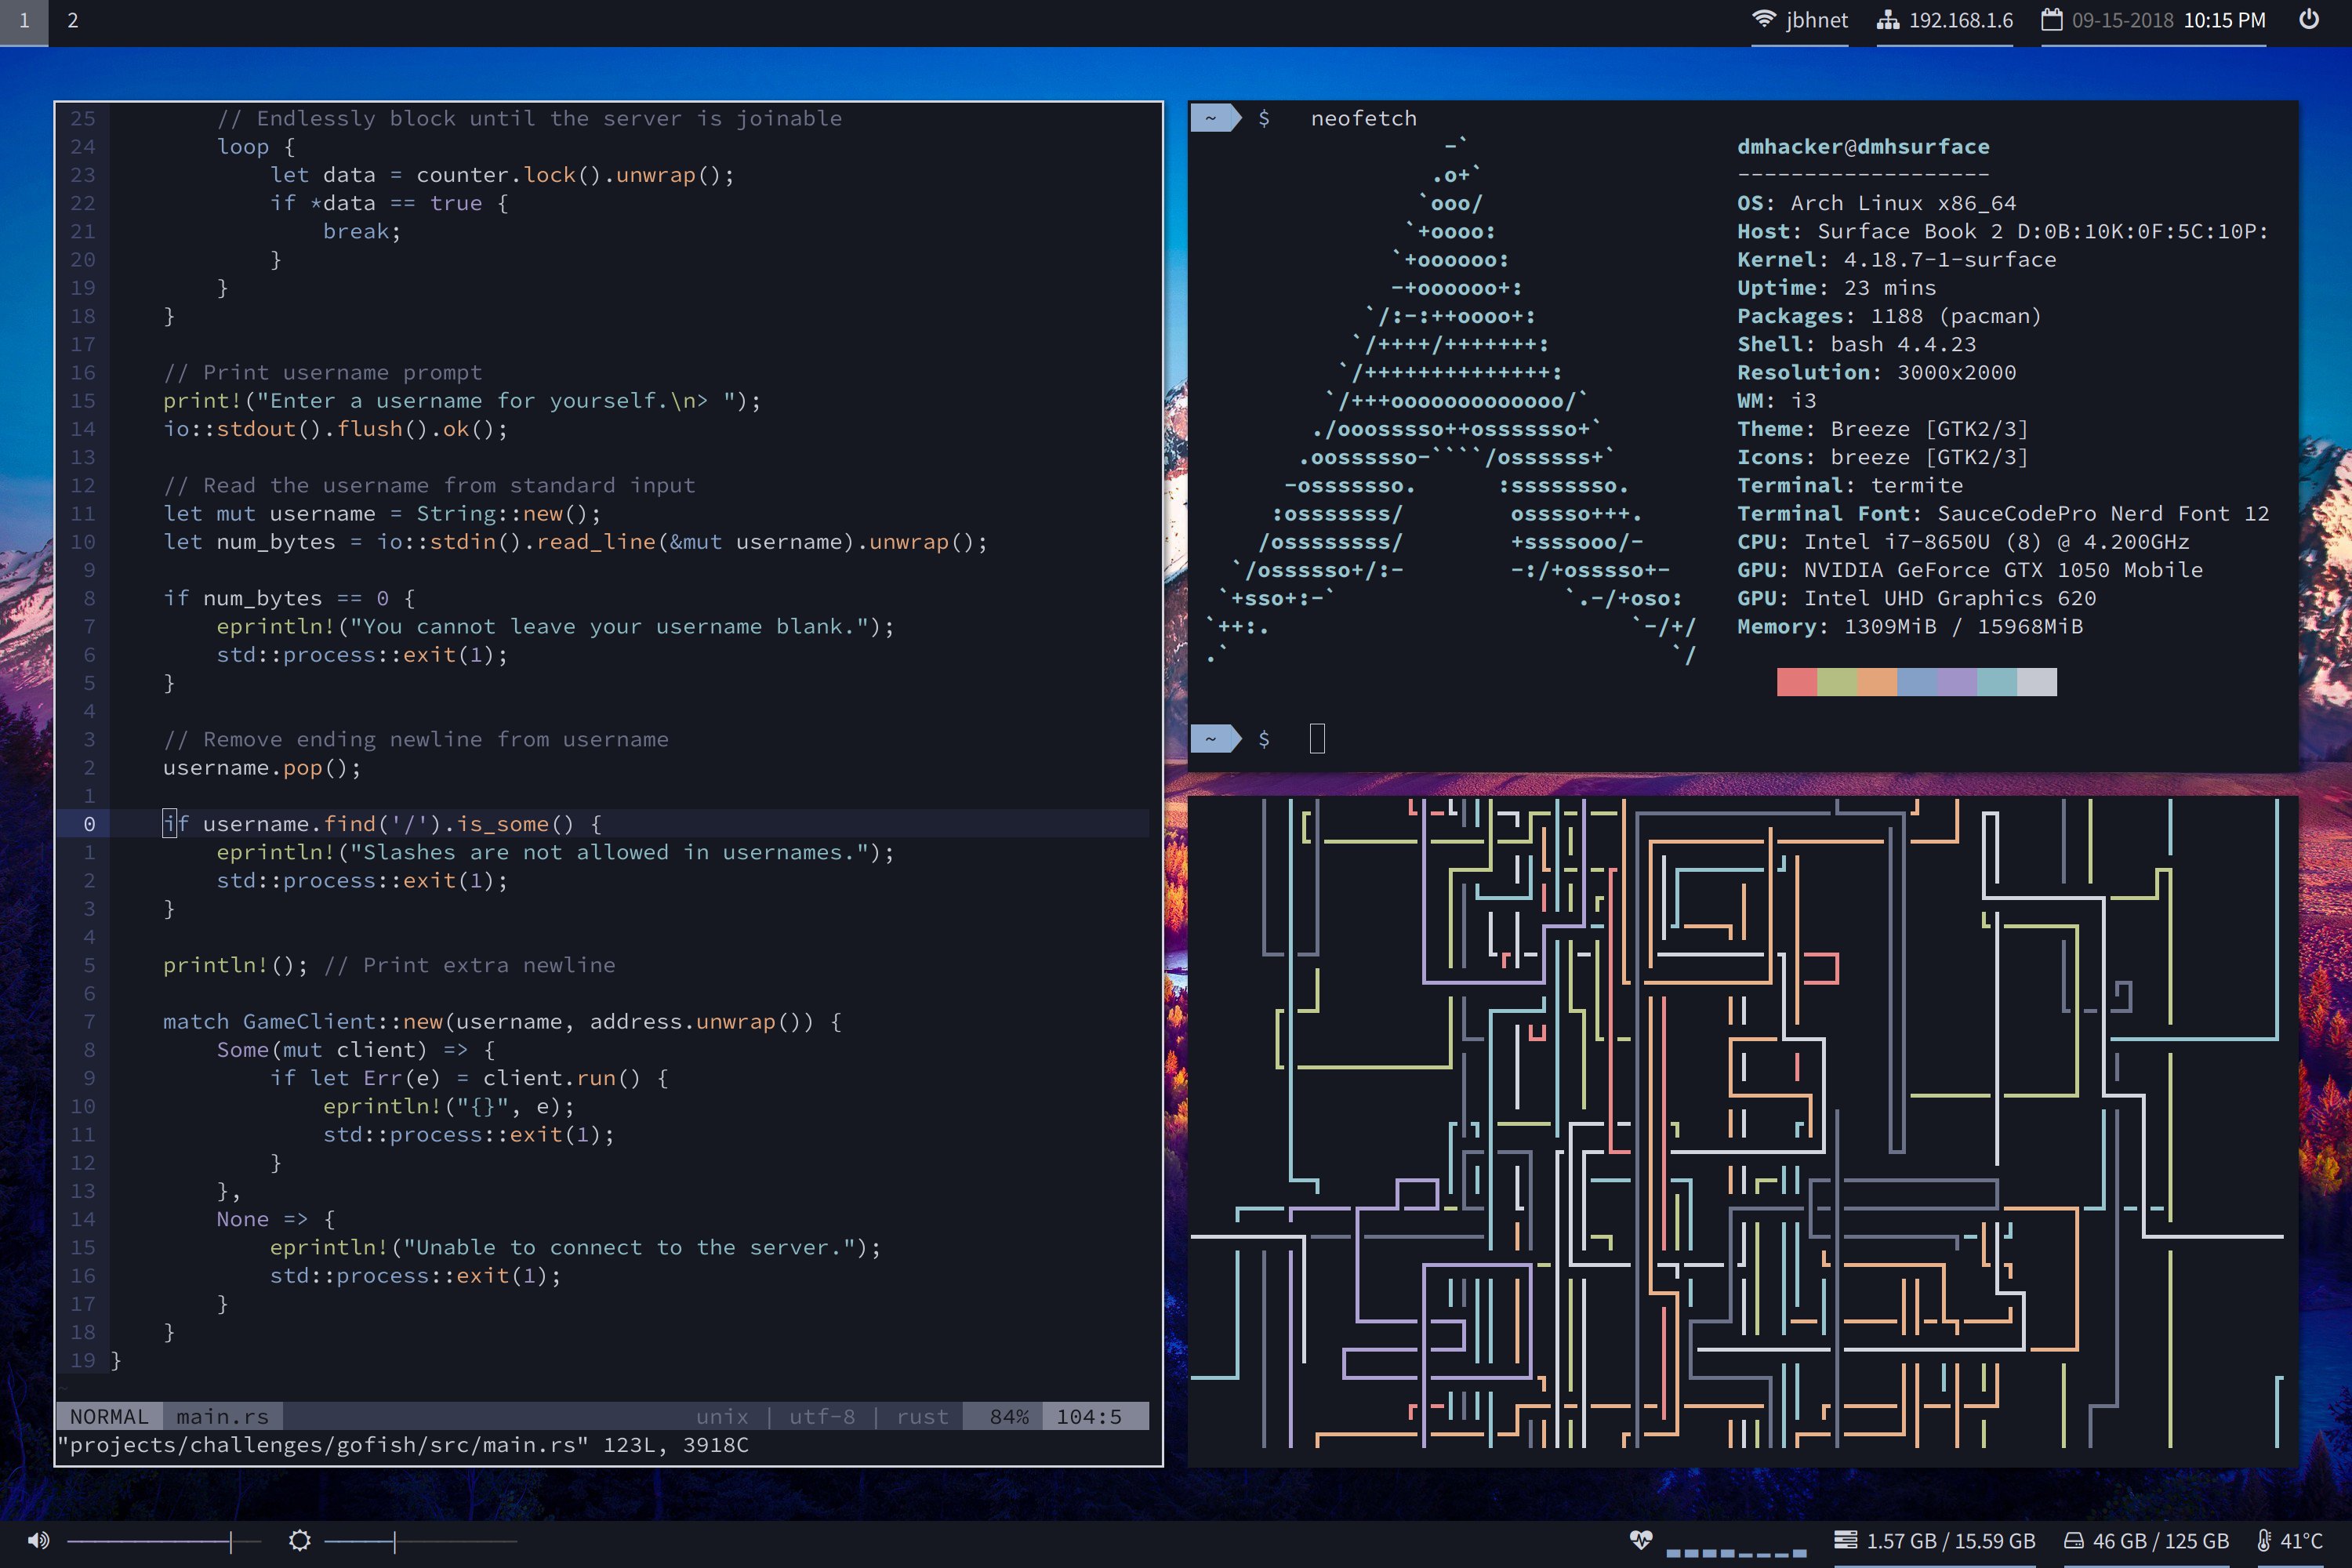 1 2 jbhnet 192.168.1.6 09-15-2018 10:15 PM
25 // Endlessly block until the server is joinable
24 loop {
23 let data = counter.lock().unwrap();
22 if *data == true {
21 break;
20 }
19 }
18 }
17
16 // Print username prompt
15 print!("Enter a username for yourself.\n> ");
14 io::stdout().flush().ok();
13
12 // Read the username from standard input
11 let mut username = String::new();
10 let num_bytes = io::stdin().read_line(&mut username).unwrap();
9
8 if num_bytes == 0 {
7 eprintln!("You cannot leave your username blank.");
6 std::process::exit(1);
5 }
4
3 // Remove ending newline from username
2 username.pop();
1
0 if username.find('/').is_some() {
1 eprintln!("Slashes are not allowed in usernames.");
2 std::process::exit(1);
3 }
4
5 println!(); // Print extra newline
6
7 match GameClient::new(username, address.unwrap()) {
8 Some(mut client) => {
9 if let Err(e) = client.run() {
10 eprintln!("{}", e);
11 std::process::exit(1);
12 }
13 },
14 None => {
15 eprintln!("Unable to connect to the server.");
16 std::process::exit(1);
17 }
18 }
19 }
~
NORMAL main.rs unix | utf-8 | rust 84% 104:5
"projects/challenges/gofish/src/main.rs" 123L, 3918C
~ $ neofetch
-`
.o+`
`ooo/
`+oooo:
`+oooooo:
-+oooooo+:
`/:-:++oooo+:
`/++++/+++++++:
`/++++++++++++++:
`/+++ooooooooooooo/`
./ooosssso++osssssso+`
.oossssso-````/ossssss+`
-osssssso. :ssssssso.
:osssssss/ osssso+++.
/ossssssss/ +ssssooo/-
`/ossssso+/:- -:/+osssso+-
`+sso+:-` `.-/+oso:
`++:. `-/+/
.` `/
dmhacker@dmhsurface
-------------------
OS: Arch Linux x86_64
Host: Surface Book 2 D:0B:10K:0F:5C:10P:
Kernel: 4.18.7-1-surface
Uptime: 23 mins
Packages: 1188 (pacman)
Shell: bash 4.4.23
Resolution: 3000x2000
WM: i3
Theme: Breeze [GTK2/3]
Icons: breeze [GTK2/3]
Terminal: termite
Terminal Font: SauceCodePro Nerd Font 12
CPU: Intel i7-8650U (8) @ 4.200GHz
GPU: NVIDIA GeForce GTX 1050 Mobile
GPU: Intel UHD Graphics 620
Memory: 1309MiB / 15968MiB
~ $
1.57 GB / 15.59 GB 46 GB / 125 GB 41°C